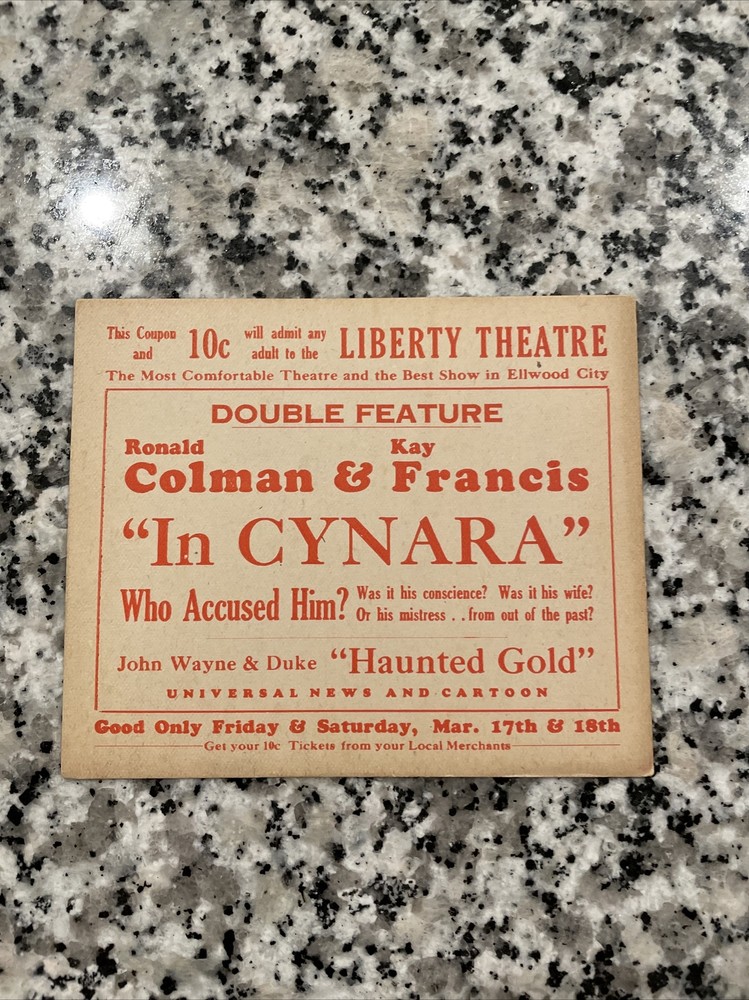 This Coupon and 10c will admit any adult to the LIBERTY THEATRE
The Most Comfortable Theatre and the Best Show in Ellwood City
DOUBLE FEATURE
Ronald Kay
Colman & Francis
“In CYNARA”
Who Accused Him? Was it his conscience? Was it his wife?
Or his mistress . . from out of the past?
John Wayne & Duke “Haunted Gold”
UNIVERSAL NEWS AND CARTOON
Good Only Friday & Saturday, Mar. 17th & 18th
Get your 10c Tickets from your Local Merchants